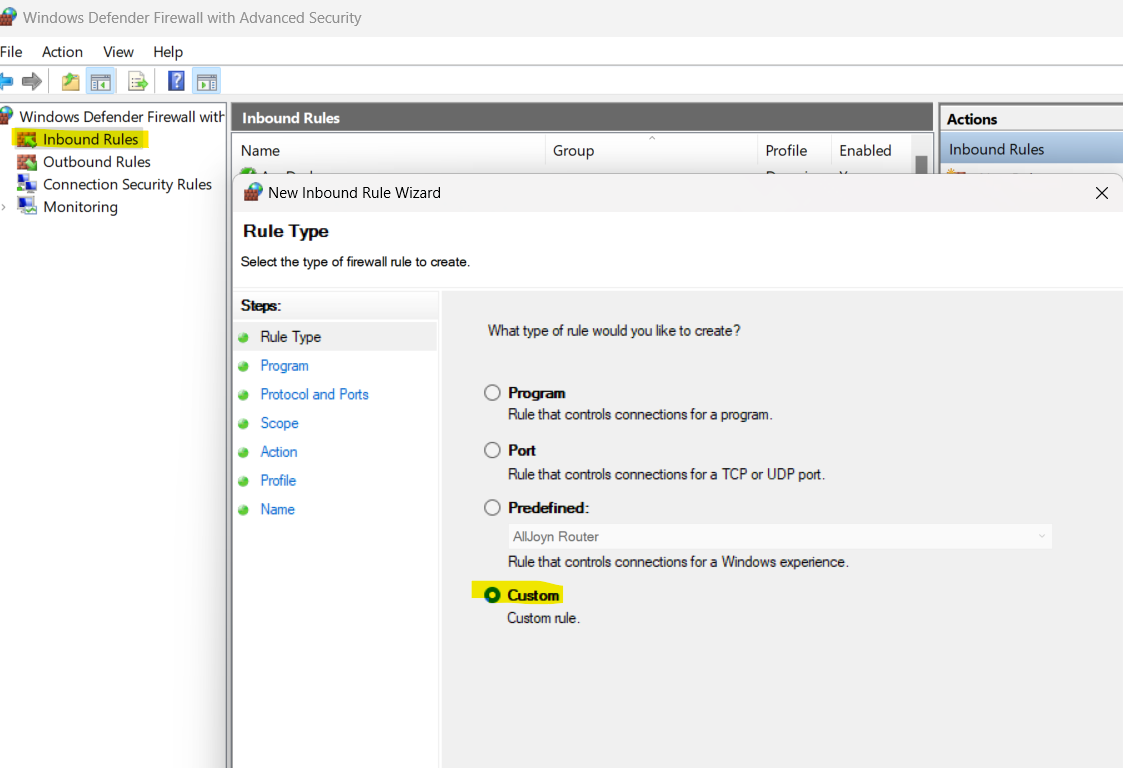 Windows Defender Firewall with Advanced Security
File Action View Help
Windows Defender Firewall with
Inbound Rules
Outbound Rules
Connection Security Rules
Monitoring
Inbound Rules
Name Group Profile Enabled
Actions
Inbound Rules
New Inbound Rule Wizard
Rule Type
Select the type of firewall rule to create.
Steps:
Rule Type
Program
Protocol and Ports
Scope
Action
Profile
Name
What type of rule would you like to create?
Program
Rule that controls connections for a program.
Port
Rule that controls connections for a TCP or UDP port.
Predefined:
AllJoyn Router
Rule that controls connections for a Windows experience.
Custom
Custom rule.